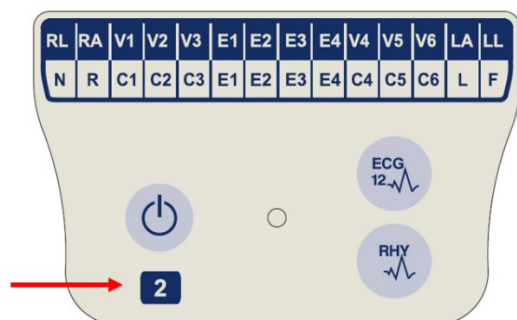 RL RA V1 V2 V3 E1 E2 E3 E4 V4 V5 V6 LA LL
N R C1 C2 C3 E1 E2 E3 E4 C4 C5 C6 L F
ECG
12
RHY
2